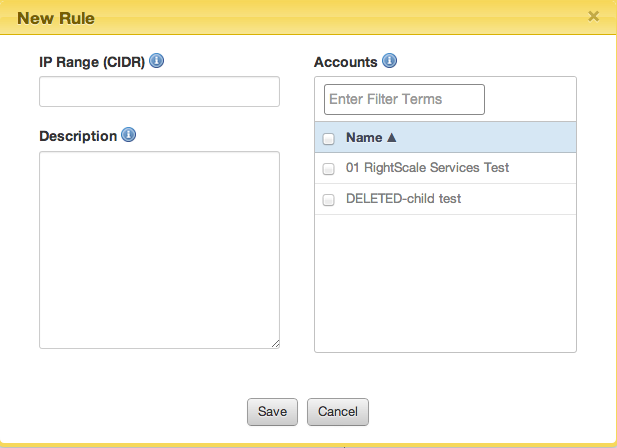 New Rule
IP Range (CIDR)
Description
Accounts
Enter Filter Terms
Name ▲
01 RightScale Services Test
DELETED-child test
Save
Cancel